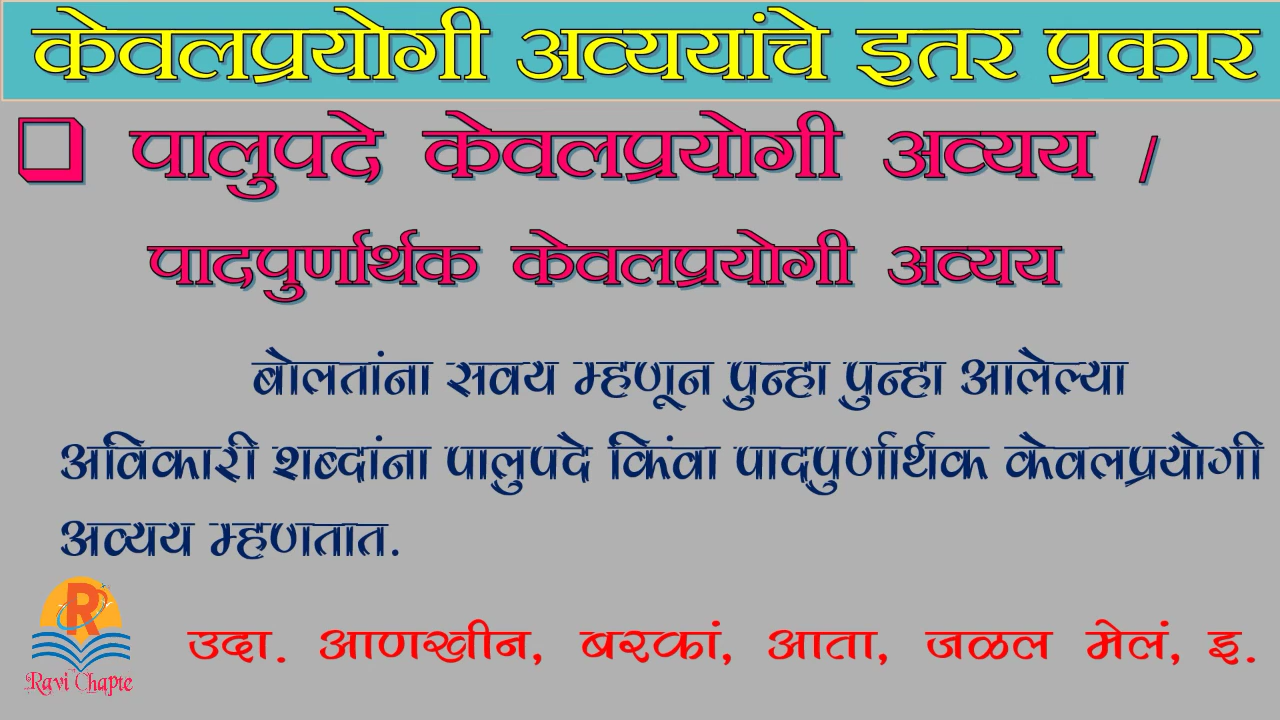 केवलप्रयोगी अव्ययांचे इतर प्रकार
पालुपदे केवलप्रयोगी अव्यय /
पादपुर्णार्थक केवलप्रयोगी अव्यय
बोलतांना सवय म्हणून पुन्हा पुन्हा आलेल्या
अविकारी शब्दांना पालुपदे किंवा पादपुर्णार्थक केवलप्रयोगी
अव्यय म्हणतात.
उदा. आणखीन, बरकां, आता, जळल मेलं, इ.
R
Ravi Chapte